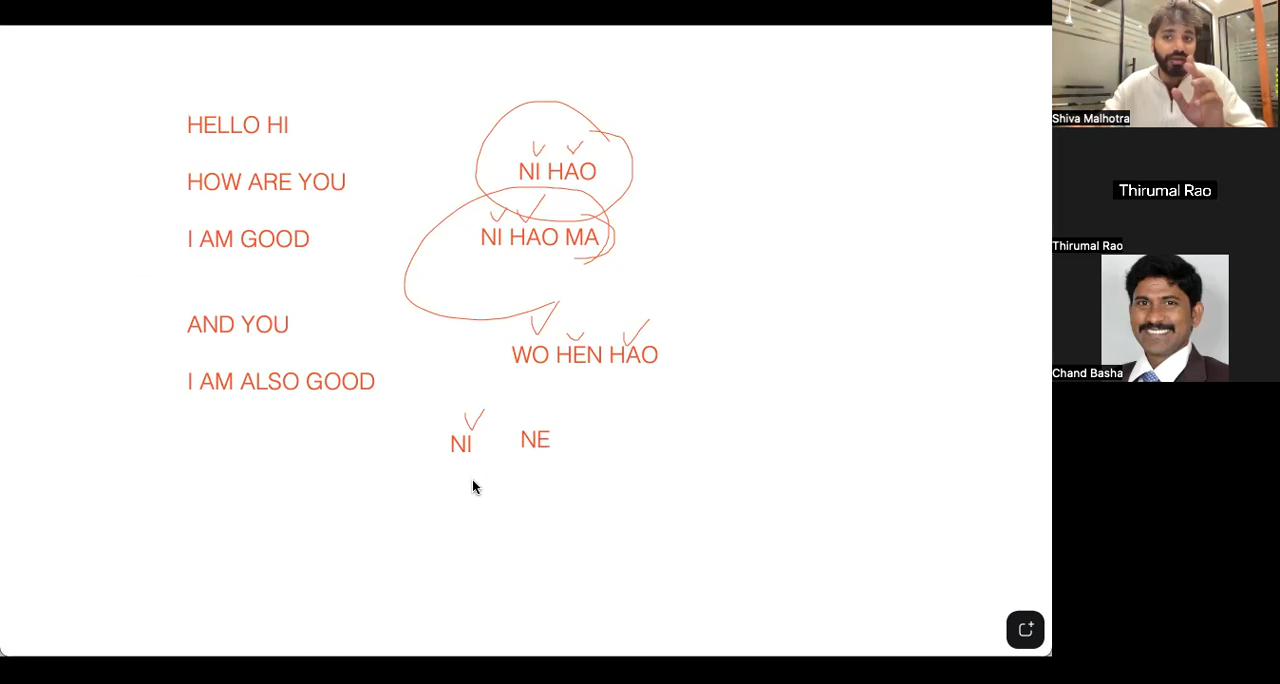 HELLO HI
HOW ARE YOU
I AM GOOD
AND YOU
I AM ALSO GOOD
NI HAO
NI HAO MA
WO HEN HAO
NI NE
Shiva Malhotra
Thirumal Rao
Thirumal Rao
Chand Basha